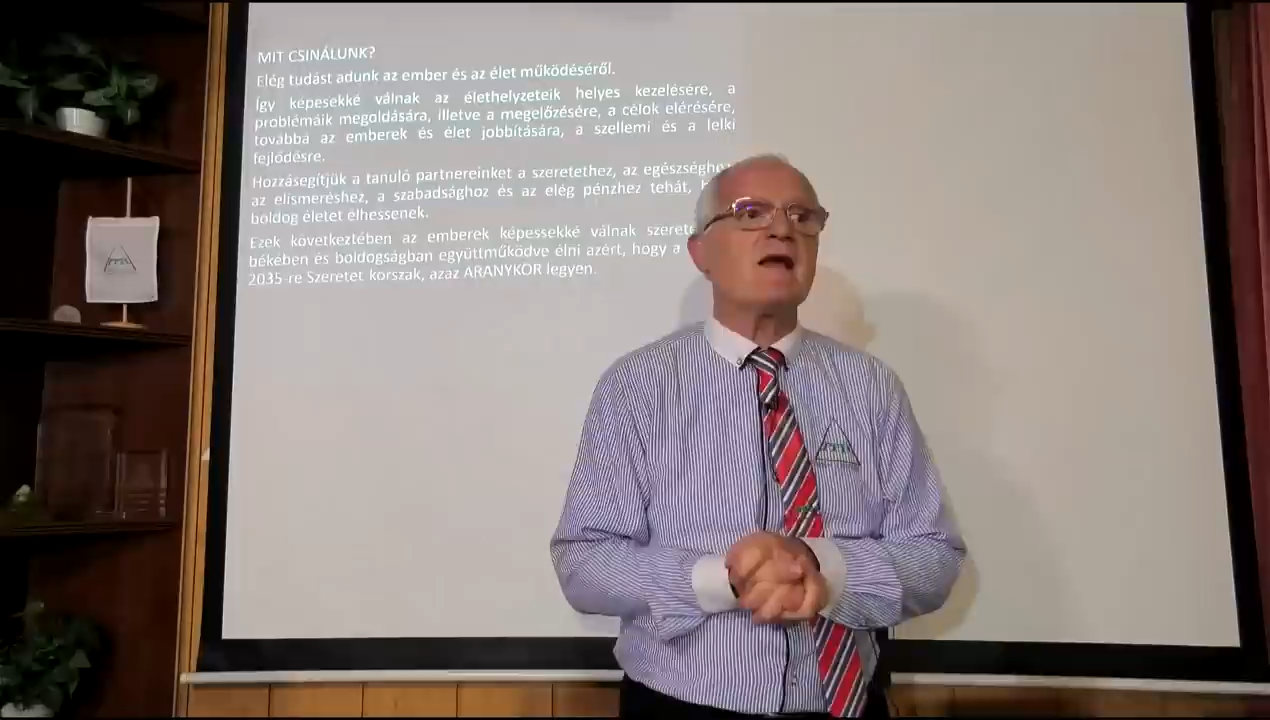 MIT CSINÁLUNK?
Elég tudást adunk az ember és az élet működéséről.
Így képesekké válnak az élethelyzeteik helyes kezelésére, a
problémáik megoldására, illetve a megelőzésére, a célok elérésére,
továbbá az emberek és élet jobbítására, a szellemi és a lelki
fejlődésre.
Hozzásegítjük a tanuló partnereinket a szeretethez, az
az elismeréshez, a szabadsághoz és az elég pénzhez tehát,
boldog életet élhessenek.
Ezek következtében az emberek képessekké válnak
békében és boldogságban együttműködve élni azért, hogy a
2035-re Szeretet korszak, azaz ARANYKOR legyen.